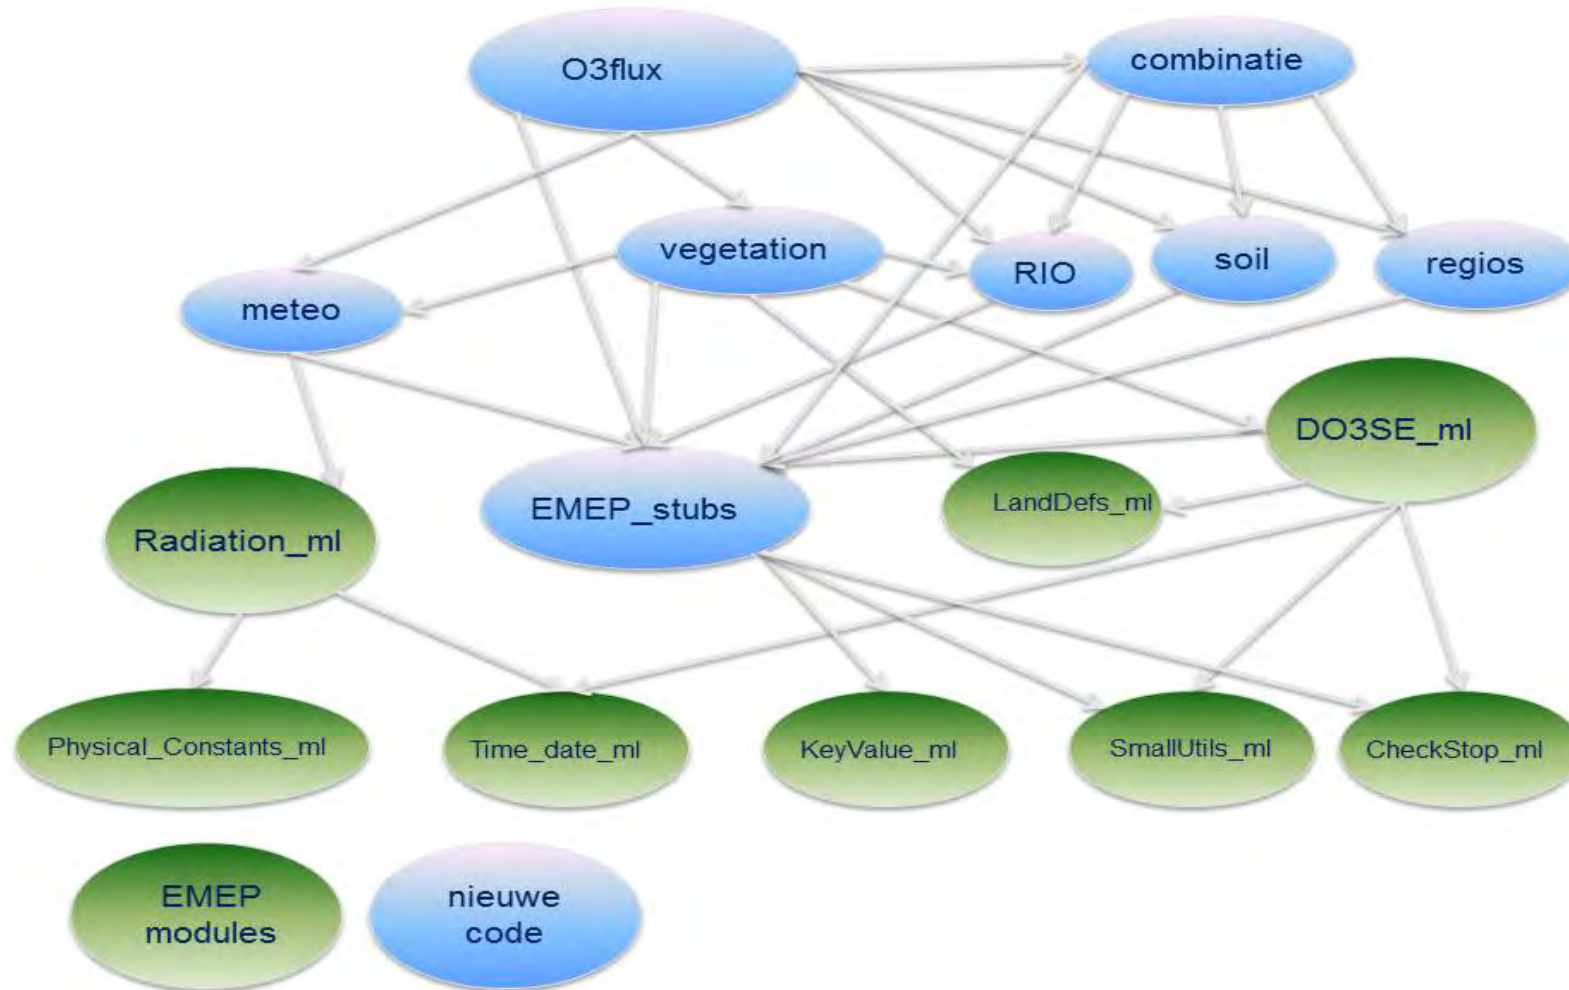 O3flux
combinatie
vegetation
RIO
soil
regios
meteo
DO3SE_ml
EMEP_stubs
LandDefs_ml
Radiation_ml
Physical_Constants_ml
Time_date_ml
KeyValue_ml
SmallUtils_ml
CheckStop_ml
EMEP
modules
nieuwe
code